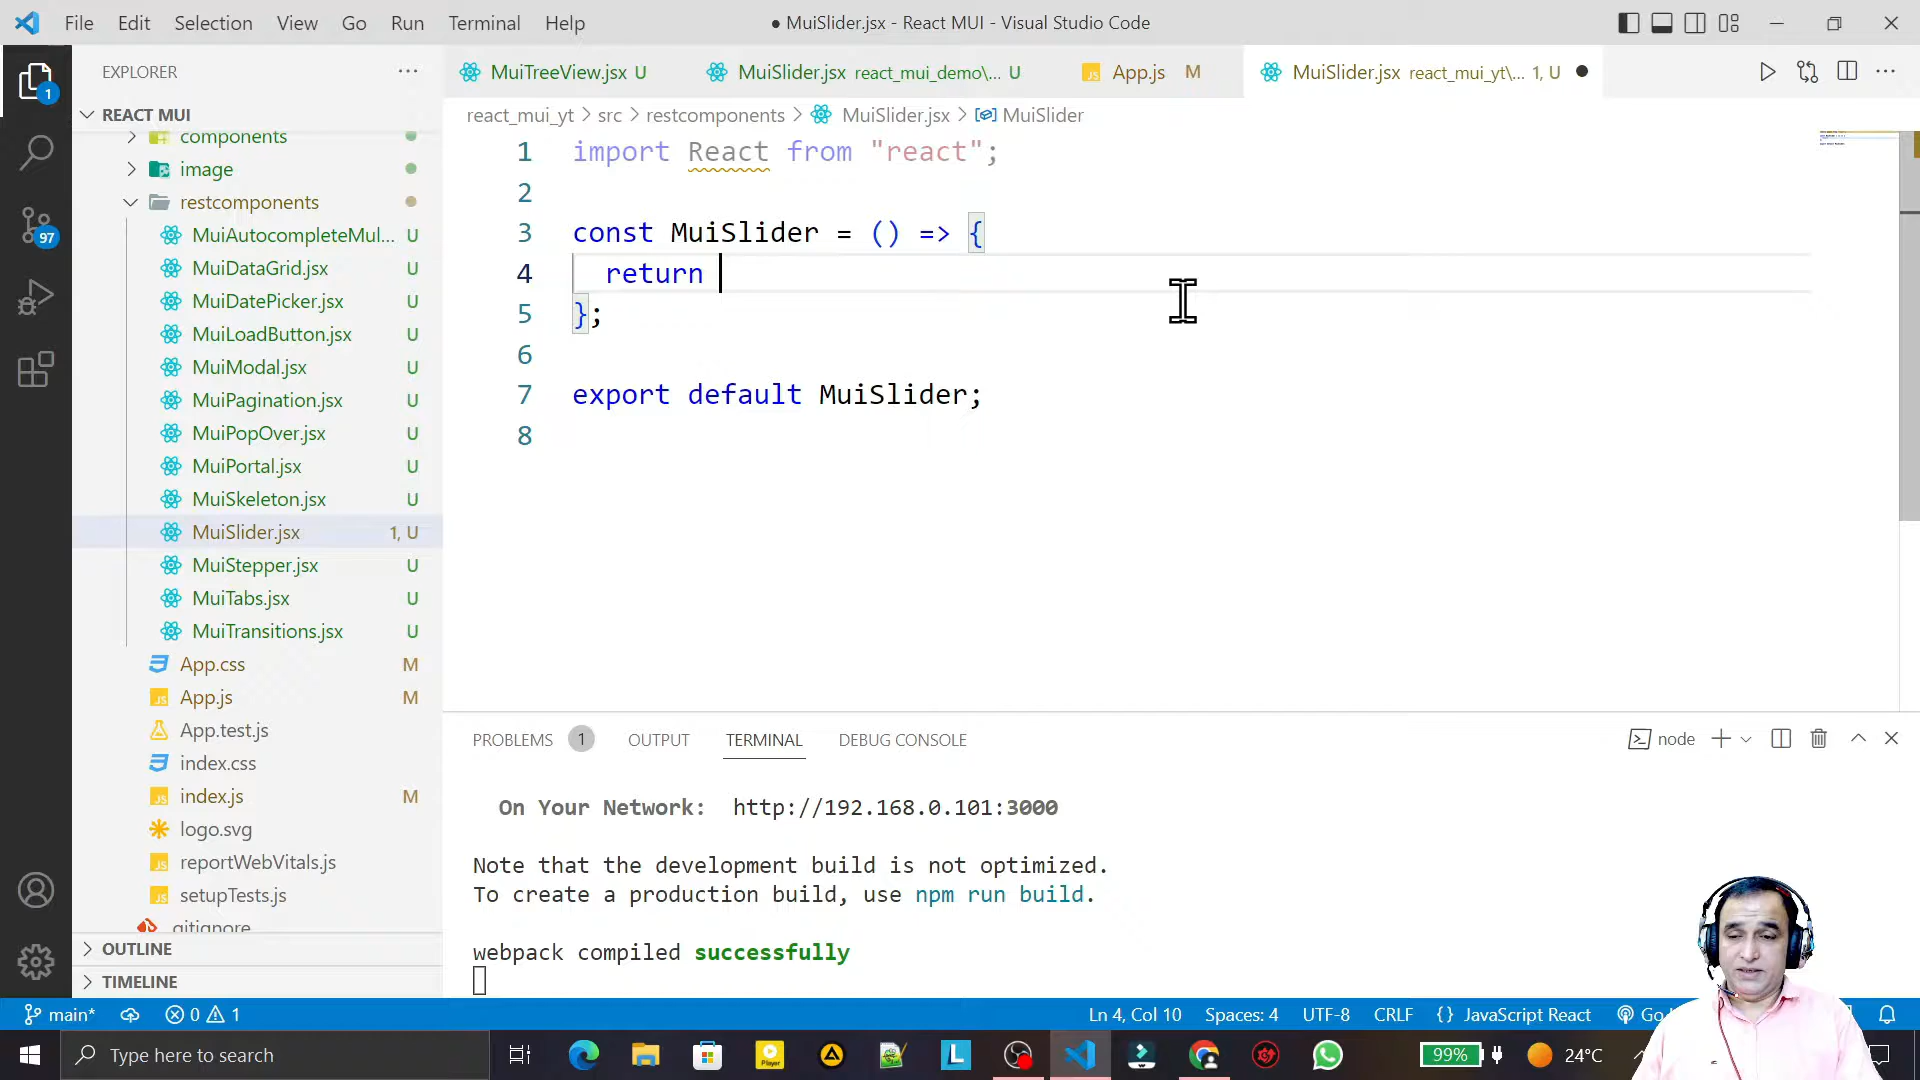 File Edit Selection View Go Run Terminal Help
● MuiSlider.jsx - React MUI - Visual Studio Code
EXPLORER
MuiTreeView.jsx U
MuiSlider.jsx react_mui_demo\... U
App.js M
MuiSlider.jsx react_mui_yt\... 1, U
REACT MUI
react_mui_yt > src > restcomponents > MuiSlider.jsx > MuiSlider
components
image
restcomponents
MuiAutocompleteMul... U
MuiDataGrid.jsx U
MuiDatePicker.jsx U
MuiLoadButton.jsx U
MuiModal.jsx U
MuiPagination.jsx U
MuiPopOver.jsx U
MuiPortal.jsx U
MuiSkeleton.jsx U
MuiSlider.jsx 1, U
MuiStepper.jsx U
MuiTabs.jsx U
MuiTransitions.jsx U
App.css M
App.js M
App.test.js
index.css
index.js M
logo.svg
reportWebVitals.js
setupTests.js
.gitignore
OUTLINE
TIMELINE
1
97
1 import React from "react";
2
3 const MuiSlider = () => {
4 return
5 };
6
7 export default MuiSlider;
8
PROBLEMS 1 OUTPUT TERMINAL DEBUG CONSOLE
node
On Your Network: http://192.168.0.101:3000
Note that the development build is not optimized.
To create a production build, use npm run build.
webpack compiled successfully
main* 0 1
Ln 4, Col 10 Spaces: 4 UTF-8 CRLF {} JavaScript React Go
Type here to search
Player
L
99%
24°C